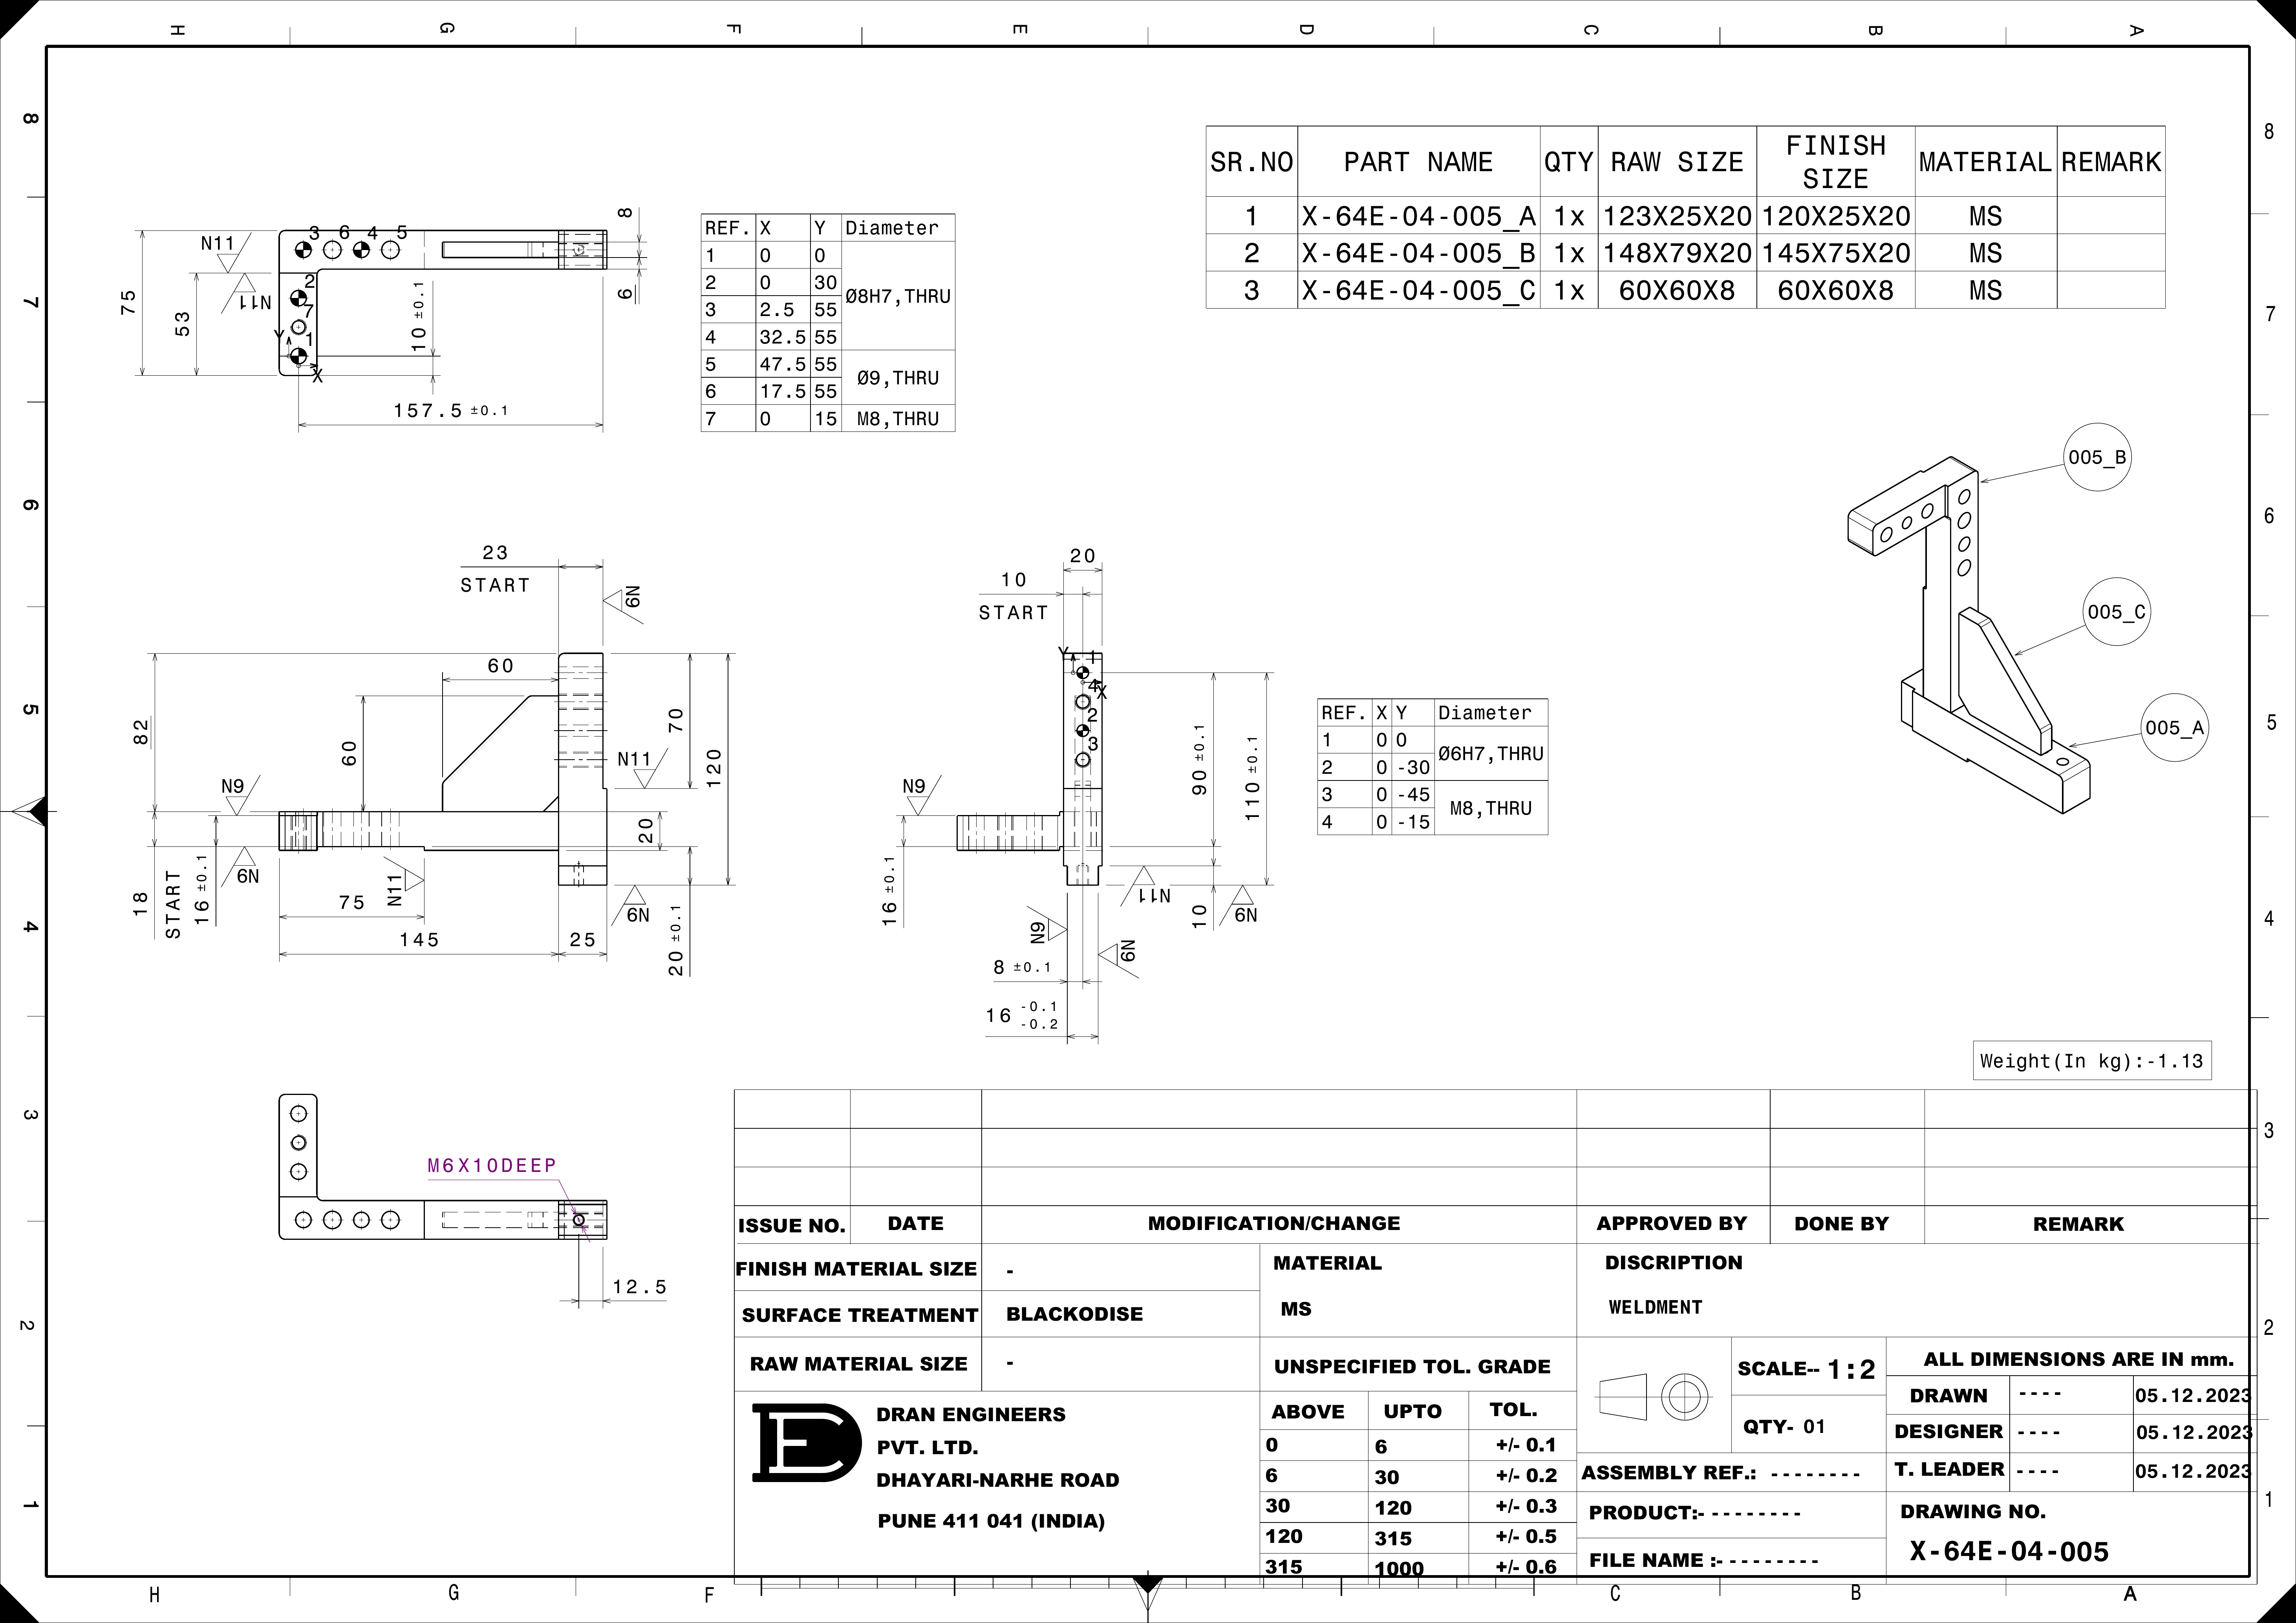 H G F E D C B A
8
7
6
5
4
3
2
1
8
7
6
5
4
3
2
1
SR.NO PART NAME QTY RAW SIZE FINISH SIZE MATERIAL REMARK
1 X-64E-04-005_A 1x 123X25X20 120X25X20 MS
2 X-64E-04-005_B 1x 148X79X20 145X75X20 MS
3 X-64E-04-005_C 1x 60X60X8 60X60X8 MS
3 6 4 5
2
7
1
Y
X
N11
N11
75
53
10 ±0.1
157.5 ±0.1
8
6
REF. X Y Diameter
1 0 0 Ø8H7,THRU
2 0 30
3 2.5 55
4 32.5 55
5 47.5 55 Ø9,THRU
6 17.5 55
7 0 15 M8,THRU
005_B
005_C
005_A
23
START
N9
60
60
82
N9
18
START
16 ±0.1
N9
75
N11
145
25
70
120
N11
20
N9
20 ±0.1
20
10
START
Y
1
4
X
2
3
N9
16 ±0.1
90 ±0.1
110 ±0.1
N11
10
N9
N9
N9
8 ±0.1
16 -0.1
-0.2
REF. X Y Diameter
1 0 0 Ø6H7,THRU
2 0 -30
3 0 -45 M8,THRU
4 0 -15
M6X10DEEP
12.5
Weight(In kg):-1.13
ISSUE NO. DATE MODIFICATION/CHANGE APPROVED BY DONE BY REMARK
FINISH MATERIAL SIZE -
SURFACE TREATMENT BLACKODISE
RAW MATERIAL SIZE -
MATERIAL
MS
DISCRIPTION
WELDMENT
UNSPECIFIED TOL. GRADE
ABOVE UPTO TOL.
0 6 +/- 0.1
6 30 +/- 0.2
30 120 +/- 0.3
120 315 +/- 0.5
315 1000 +/- 0.6
DE
DRAN ENGINEERS
PVT. LTD.
DHAYARI-NARHE ROAD
PUNE 411 041 (INDIA)
SCALE-- 1:2
QTY- 01
ALL DIMENSIONS ARE IN mm.
DRAWN ---- 05.12.2023
DESIGNER ---- 05.12.2023
T. LEADER ---- 05.12.2023
ASSEMBLY REF.: --------
PRODUCT:- --------
FILE NAME :- --------
DRAWING NO.
X-64E-04-005
H G F C B A